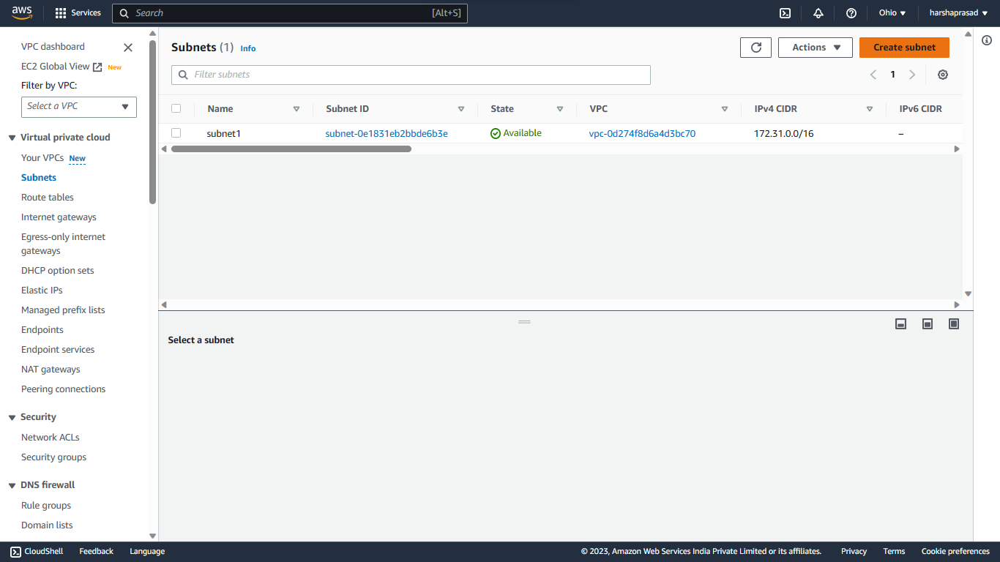 aws Services Search [Alt+S] Ohio harshaprasad
VPC dashboard
EC2 Global View New
Filter by VPC:
Select a VPC
Virtual private cloud
Your VPCs New
Subnets
Route tables
Internet gateways
Egress-only internet
gateways
DHCP option sets
Elastic IPs
Managed prefix lists
Endpoints
Endpoint services
NAT gateways
Peering connections
Security
Network ACLs
Security groups
DNS firewall
Rule groups
Domain lists
Subnets (1) Info Actions Create subnet
Filter subnets 1
Name Subnet ID State VPC IPv4 CIDR IPv6 CIDR
subnet1 subnet-0e1831eb2bbde6b3e Available vpc-0d274f8d6a4d3bc70 172.31.0.0/16 –
Select a subnet
CloudShell Feedback Language © 2023, Amazon Web Services India Private Limited or its affiliates. Privacy Terms Cookie preferences